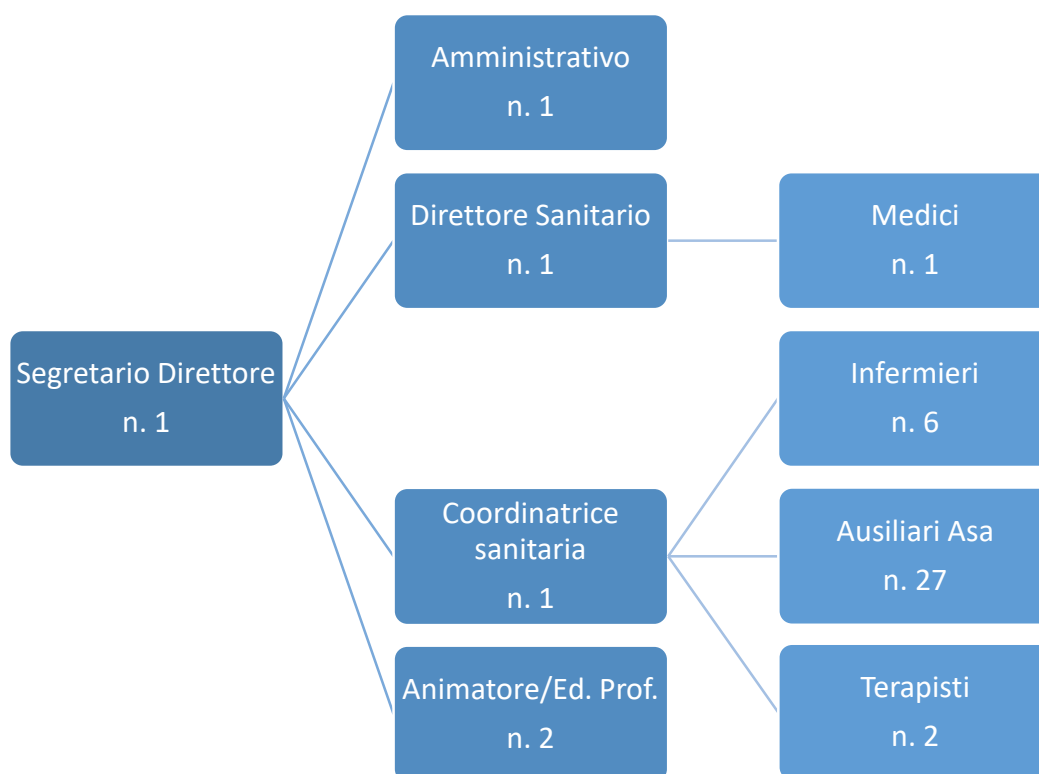 Segretario Direttore
n. 1
Amministrativo
n. 1
Direttore Sanitario
n. 1
Medici
n. 1
Coordinatrice
sanitaria
n. 1
Infermieri
n. 6
Ausiliari Asa
n. 27
Terapisti
n. 2
Animatore/Ed. Prof.
n. 2